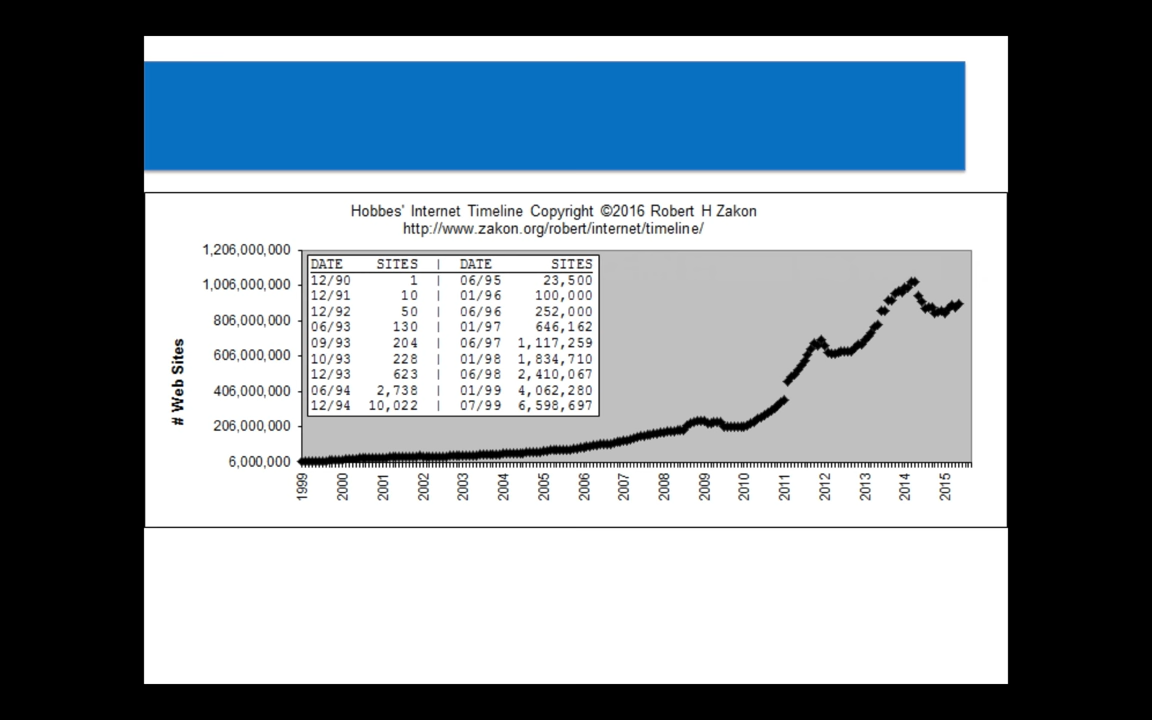 Hobbes' Internet Timeline Copyright ©2016 Robert H Zakon
http://www.zakon.org/robert/internet/timeline/
# Web Sites
1,206,000,000
1,006,000,000
806,000,000
606,000,000
406,000,000
206,000,000
6,000,000
DATE SITES | DATE SITES
12/90 1 | 06/95 23,500
12/91 10 | 01/96 100,000
12/92 50 | 06/96 252,000
06/93 130 | 01/97 646,162
09/93 204 | 06/97 1,117,259
10/93 228 | 01/98 1,834,710
12/93 623 | 06/98 2,410,067
06/94 2,738 | 01/99 4,062,280
12/94 10,022 | 07/99 6,598,697
1999 2000 2001 2002 2003 2004 2005 2006 2007 2008 2009 2010 2011 2012 2013 2014 2015